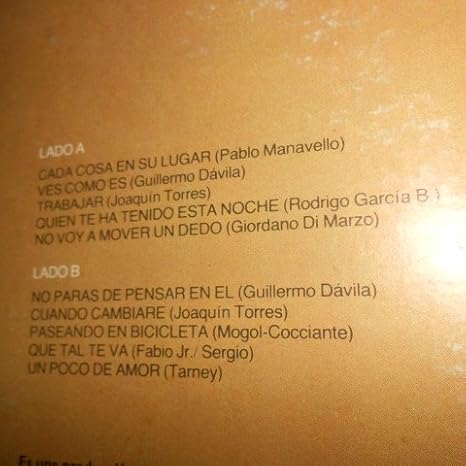 LADO A
CADA COSA EN SU LUGAR (Pablo Manavello)
VES COMO ES (Guillermo Dávila)
TRABAJAR (Joaquín Torres)
QUIEN TE HA TENIDO ESTA NOCHE (Rodrigo García B.)
NO VOY A MOVER UN DEDO (Giordano Di Marzo)
LADO B
NO PARAS DE PENSAR EN EL (Guillermo Dávila)
CUANDO CAMBIARE (Joaquín Torres)
PASEANDO EN BICICLETA (Mogol-Cocciante)
QUE TAL TE VA (Fabio Jr./ Sergio)
UN POCO DE AMOR (Tarney)
Es una